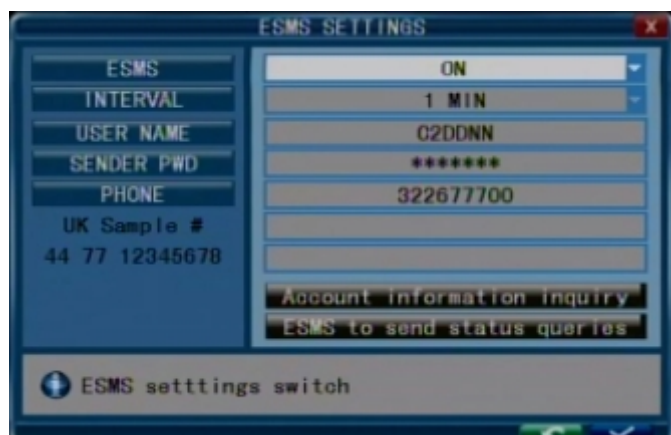 ESMS SETTINGS
ESMS ON
INTERVAL 1 MIN
USER NAME C2DDNN
SENDER PWD *******
PHONE 322677700
UK Sample #
44 77 12345678
Account information inquiry
ESMS to send status queries
ESMS setttings switch